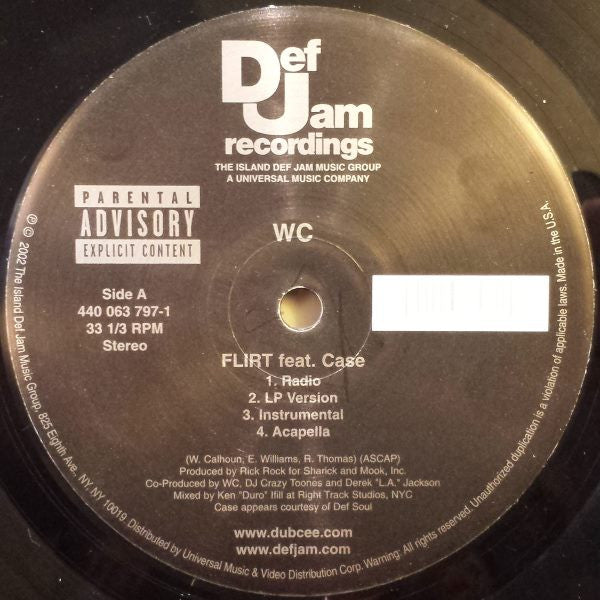 Def
Jam
recordings
THE ISLAND DEF JAM MUSIC GROUP
A UNIVERSAL MUSIC COMPANY
PARENTAL
ADVISORY
EXPLICIT CONTENT
WC
Side A
440 063 797-1
33 1/3 RPM
Stereo
FLIRT feat. Case
1. Radio
2. LP Version
3. Instrumental
4. Acapella
(W. Calhoun, E. Williams, R. Thomas) (ASCAP)
Produced by Rick Rock for Sharick and Mook, Inc.
Co-Produced by WC, DJ Crazy Toones and Derek "L.A." Jackson
Mixed by Ken "Duro" Ifill at Right Track Studios, NYC
Case appears courtesy of Def Soul
www.dubcee.com
www.defjam.com
℗ © 2002 The Island Def Jam Music Group, 825 Eighth Ave., NY, NY 10019. Distributed by Universal Music & Video Distribution Corp. Warning: All rights reserved. Unauthorized duplication is a violation of applicable laws. Made in the U.S.A.